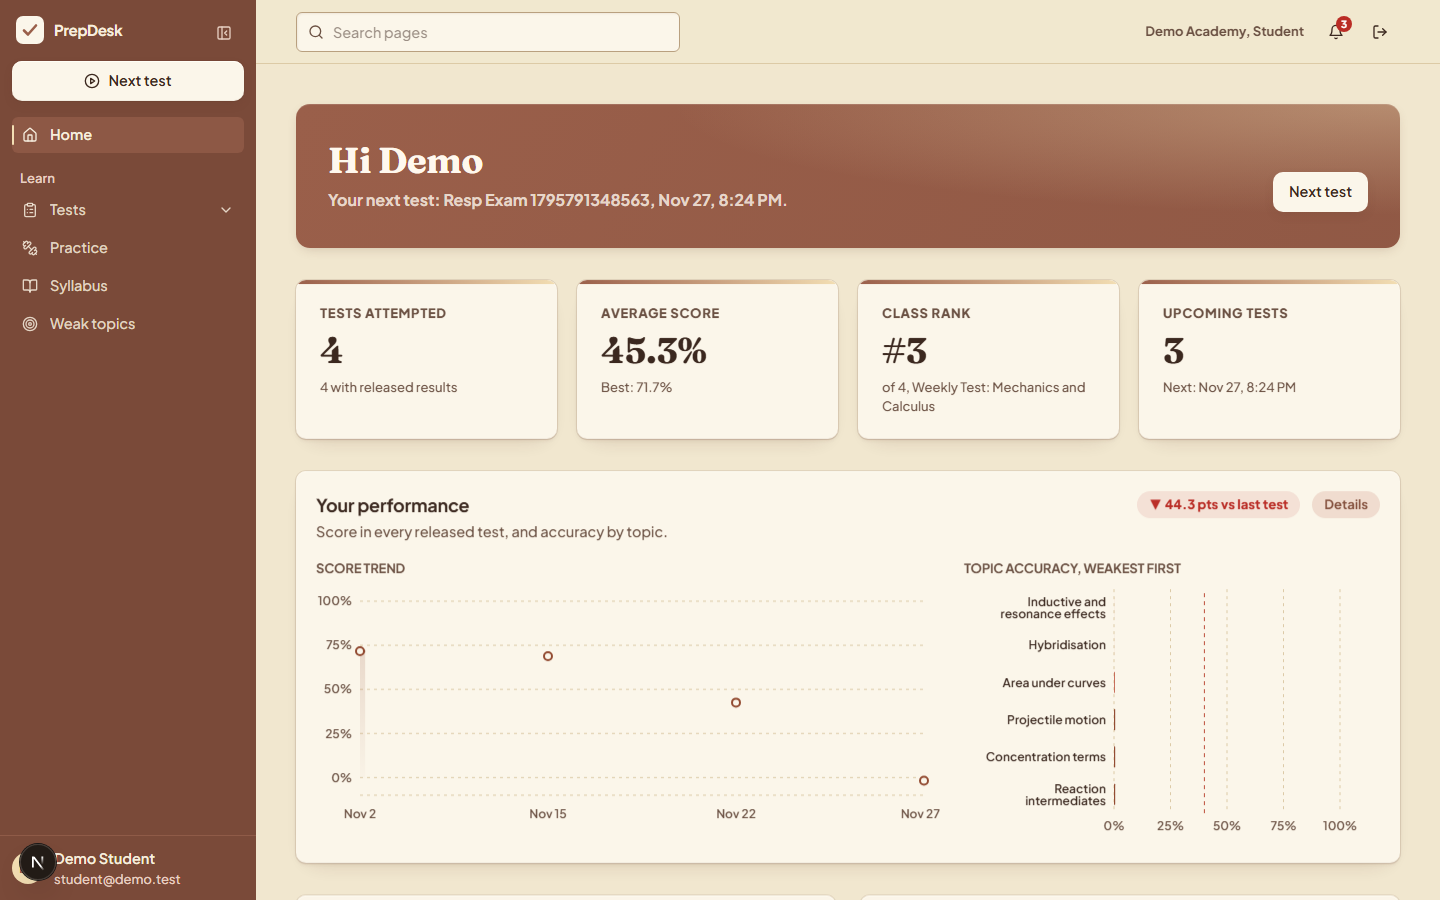 PrepDesk
Search pages
Demo Academy, Student
3
Next test
Home
Learn
Tests
Practice
Syllabus
Weak topics
Hi Demo
Your next test: Resp Exam 1795791348563, Nov 27, 8:24 PM.
Next test
TESTS ATTEMPTED
4
4 with released results
AVERAGE SCORE
45.3%
Best: 71.7%
CLASS RANK
#3
of 4, Weekly Test: Mechanics and
Calculus
UPCOMING TESTS
3
Next: Nov 27, 8:24 PM
Your performance
Score in every released test, and accuracy by topic.
▼ 44.3 pts vs last test
Details
SCORE TREND
100%
75%
50%
25%
0%
Nov 2
Nov 15
Nov 22
Nov 27
TOPIC ACCURACY, WEAKEST FIRST
Inductive and
resonance effects
Hybridisation
Area under curves
Projectile motion
Concentration terms
Reaction
intermediates
0%
25%
50%
75%
100%
N
Demo Student
student@demo.test